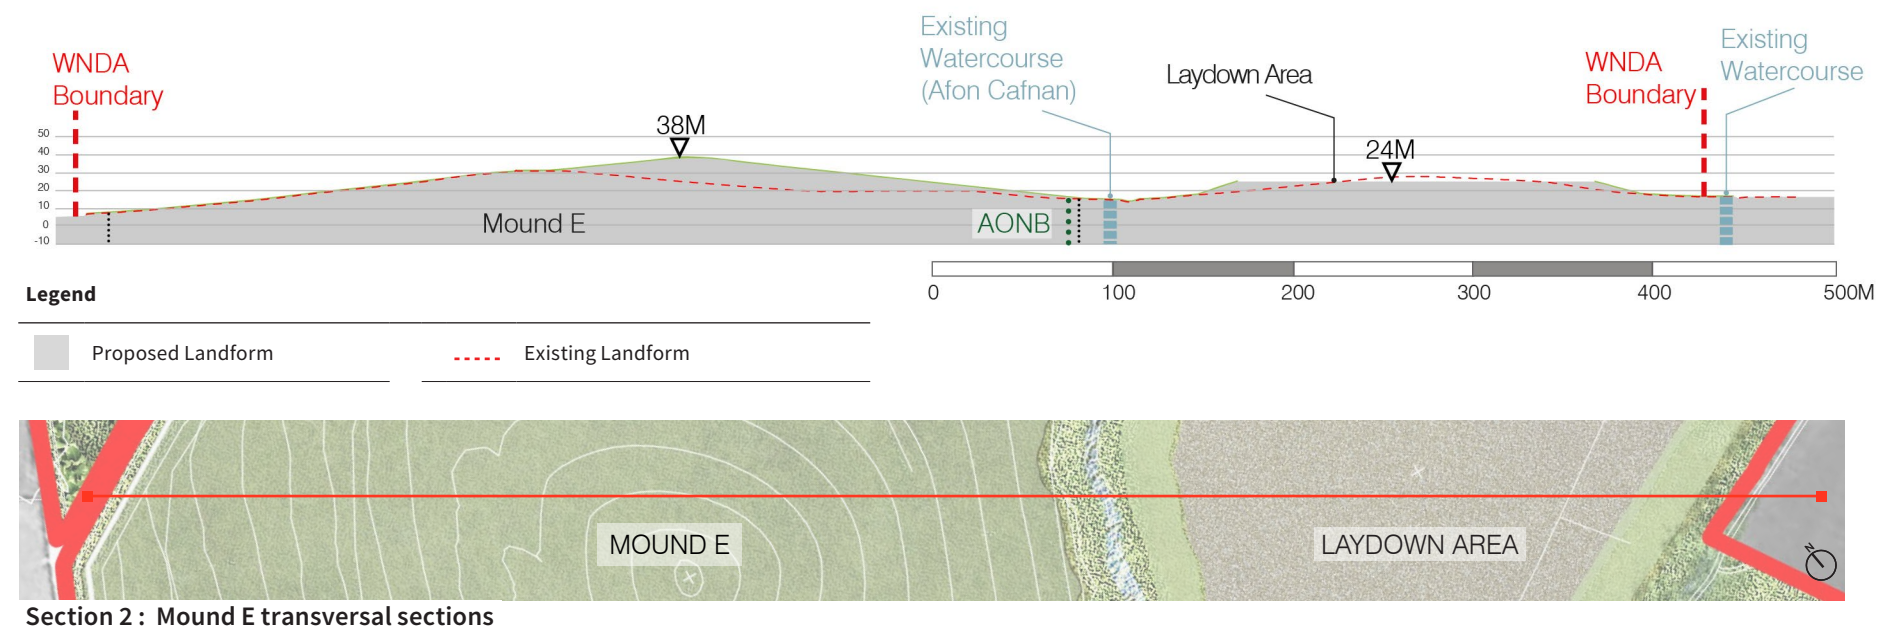 WNDA
Boundary
Existing
Watercourse
(Afon Cafnan)
Laydown Area
WNDA
Boundary
Existing
Watercourse
38M
24M
50
40
30
20
10
0
-10
Mound E
AONB
0 100 200 300 400 500M
Legend
Proposed Landform
Existing Landform
MOUND E
LAYDOWN AREA
N
Section 2 : Mound E transversal sections